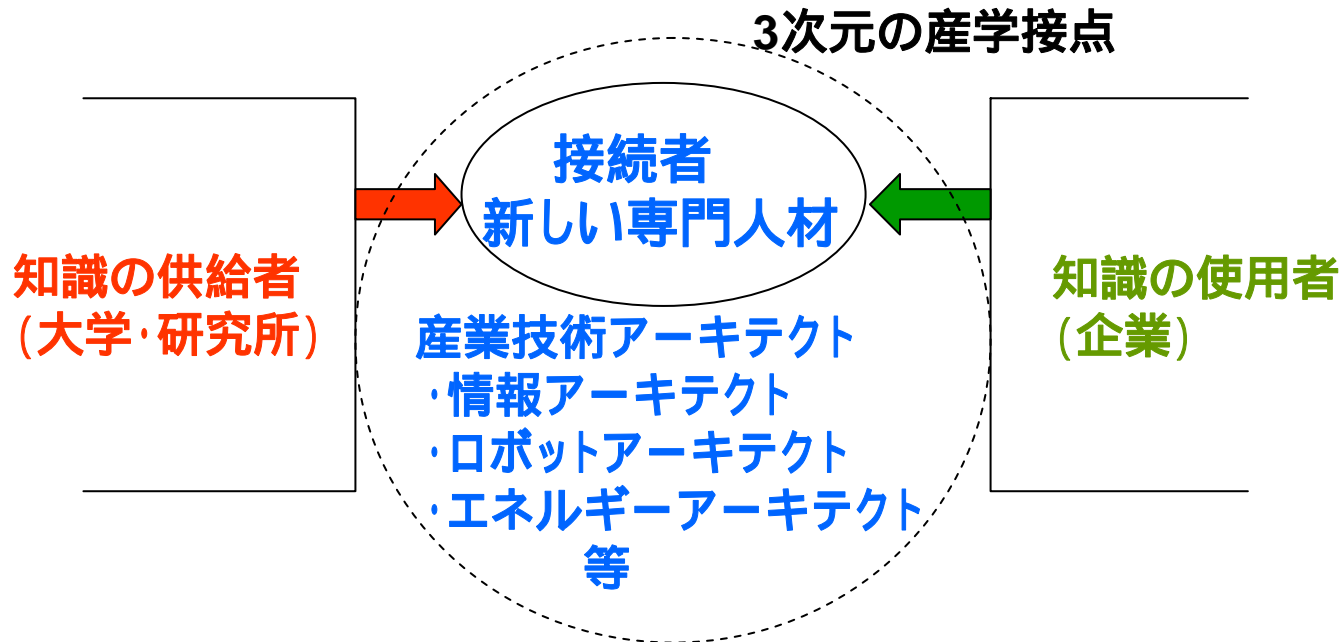 3次元の産学接点
接続者
新しい専門人材
知識の供給者
(大学・研究所)
産業技術アーキテクト
・情報アーキテクト
・ロボットアーキテクト
・エネルギーアーキテクト
等
知識の使用者
(企業)